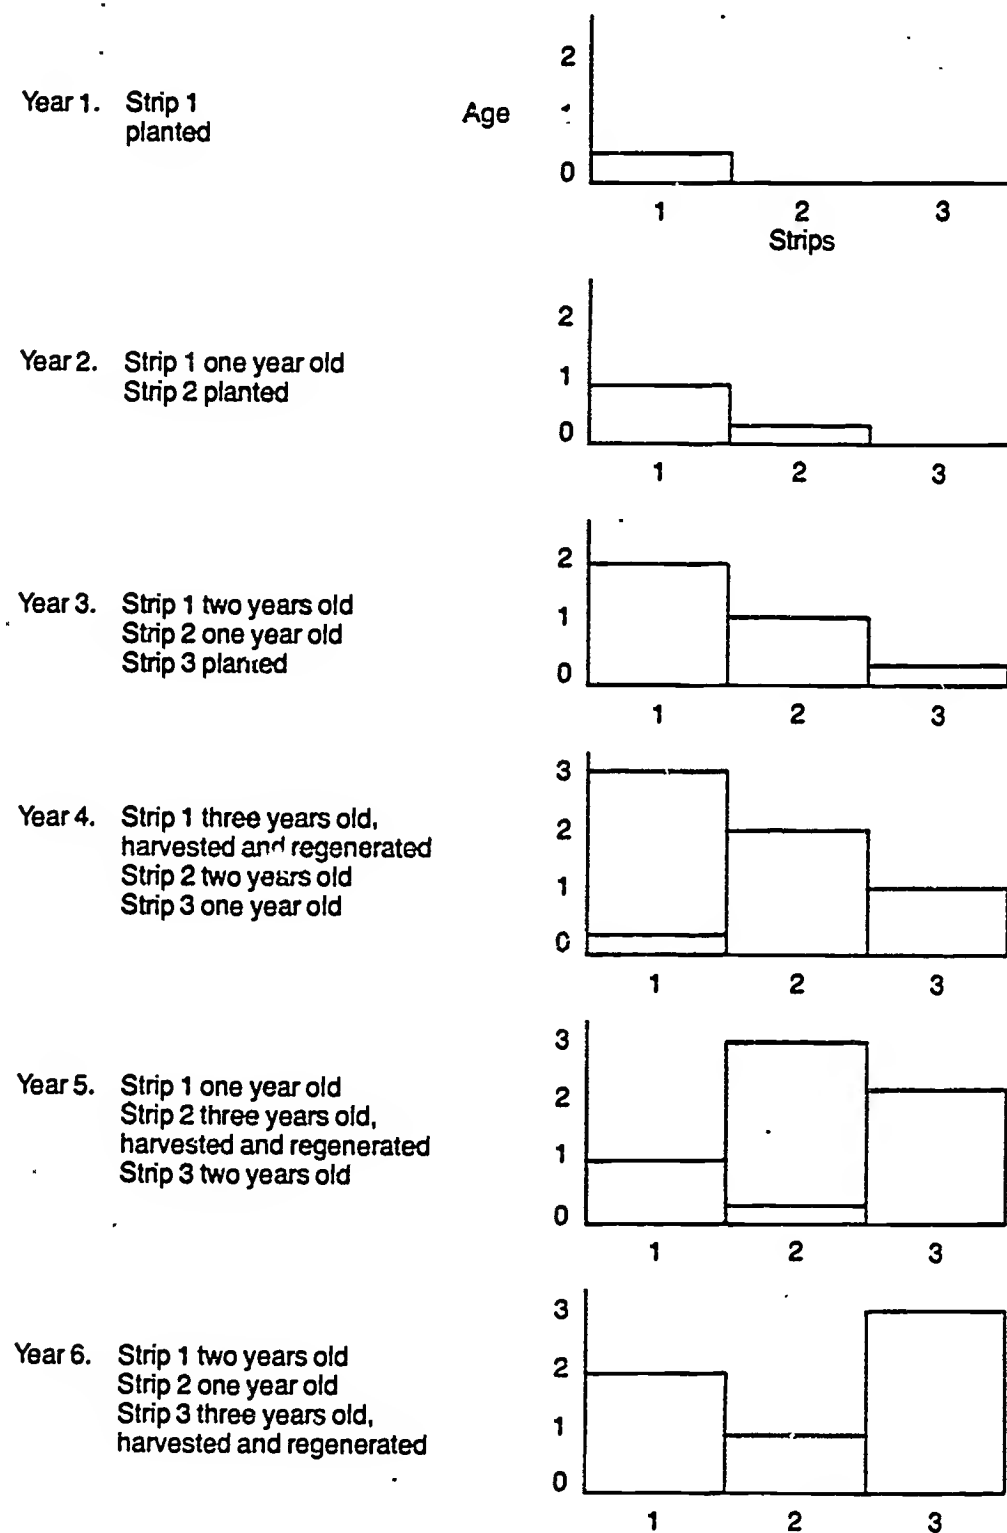 Year 1. Strip 1
planted
Age
2
1
0
1 2 3
Strips
Year 2. Strip 1 one year old
Strip 2 planted
2
1
0
1 2 3
Year 3. Strip 1 two years old
Strip 2 one year old
Strip 3 planted
2
1
0
1 2 3
Year 4. Strip 1 three years old,
harvested and regenerated
Strip 2 two years old
Strip 3 one year old
3
2
1
0
1 2 3
Year 5. Strip 1 one year old
Strip 2 three years old,
harvested and regenerated
Strip 3 two years old
3
2
1
0
1 2 3
Year 6. Strip 1 two years old
Strip 2 one year old
Strip 3 three years old,
harvested and regenerated
3
2
1
0
1 2 3